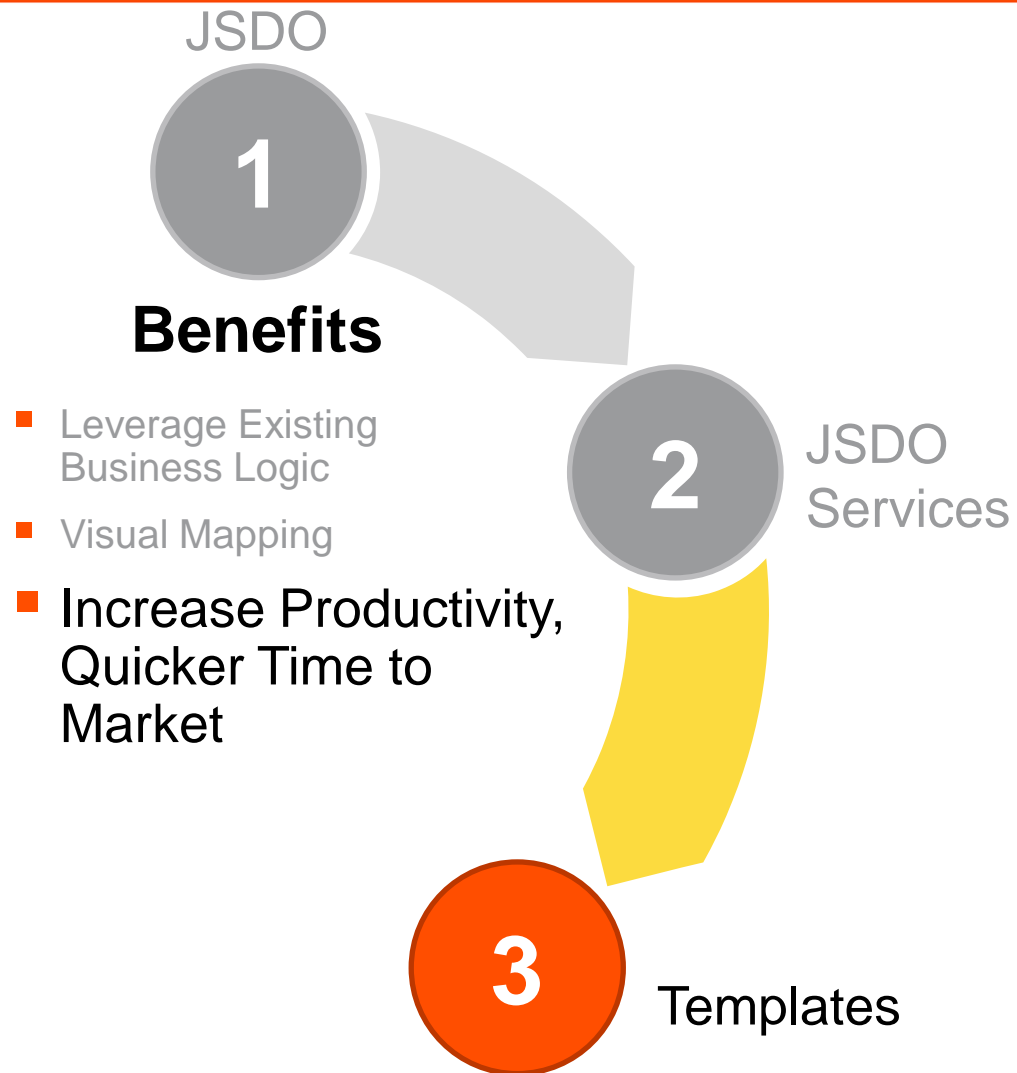 JSDO
1
Benefits
Leverage Existing
Business Logic
Visual Mapping
Increase Productivity,
Quicker Time to
Market
2
JSDO
Services
3
Templates